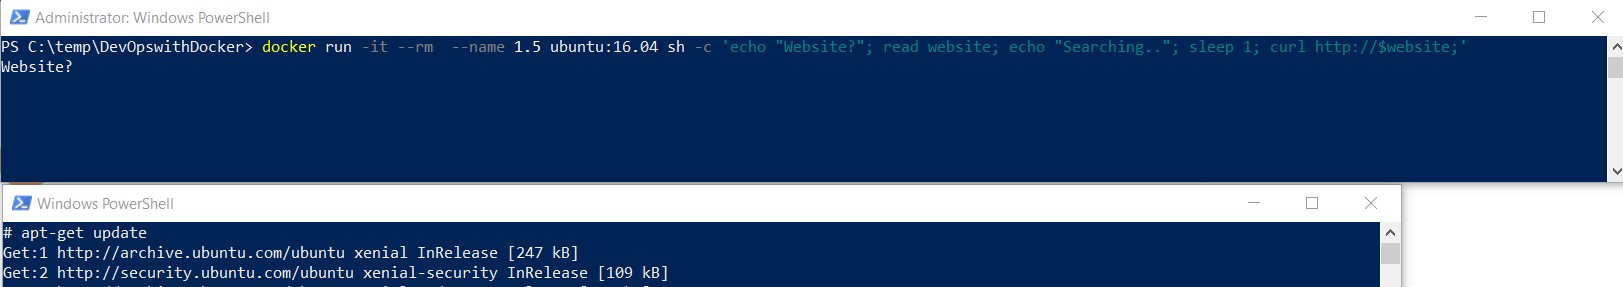 Administrator: Windows PowerShell
PS C:\temp\DevOpswithDocker> docker run -it --rm  --name 1.5 ubuntu:16.04 sh -c 'echo "Website?"; read website; echo "Searching.."; sleep 1; curl http://$website;'
Website?
Windows PowerShell
# apt-get update
Get:1 http://archive.ubuntu.com/ubuntu xenial InRelease [247 kB]
Get:2 http://security.ubuntu.com/ubuntu xenial-security InRelease [109 kB]